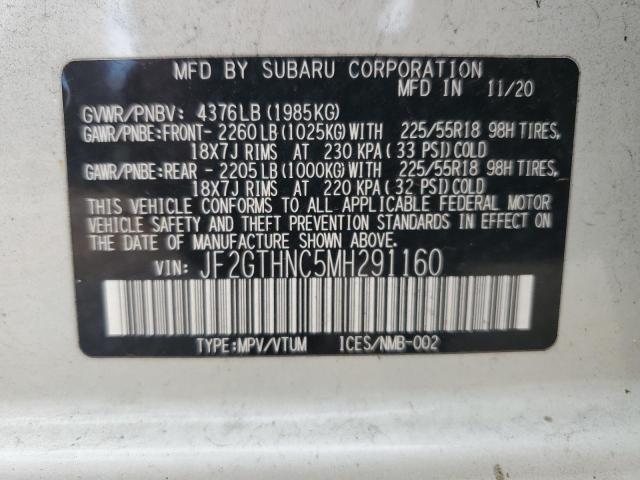 MFD BY SUBARU CORPORATION
MFD IN 11/20
GVWR/PNBV: 4376LB (1985KG)
GAWR/PNBE:FRONT- 2260LB (1025KG)WITH 225/55R18 98H TIRES,
18X7J RIMS AT 230 KPA (33 PSI)COLD
GAWR/PNBE:REAR - 2205LB (1000KG)WITH 225/55R18 98H TIRES,
18X7J RIMS AT 220 KPA (32 PSI)COLD
THIS VEHICLE CONFORMS TO ALL APPLICABLE FEDERAL MOTOR
VEHICLE SAFETY AND THEFT PREVENTION STANDARDS IN EFFECT ON
THE DATE OF MANUFACTURE SHOWN ABOVE.
VIN: JF2GTHNC5MH291160
TYPE:MPV/VTUM ICES/NMB-002